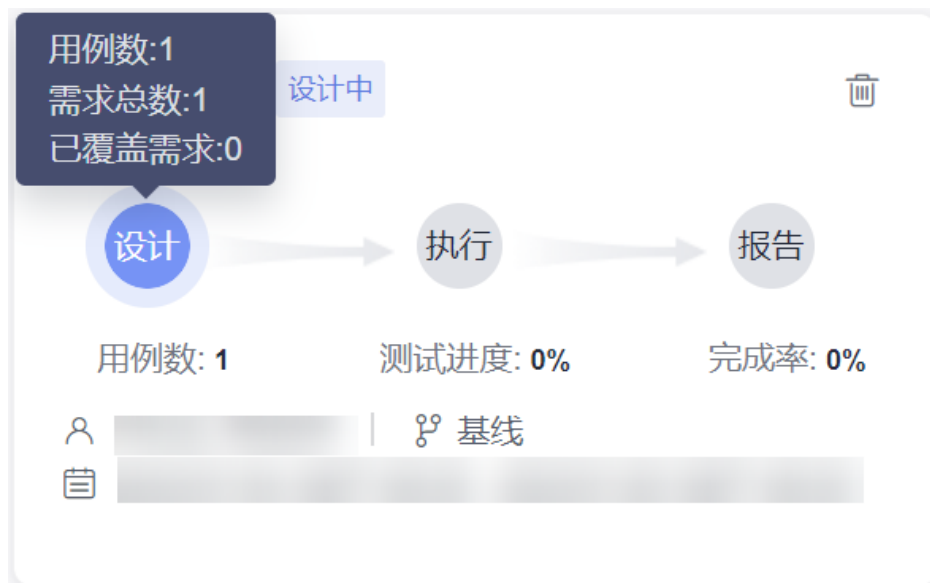 用例数:1
需求总数:1
已覆盖需求:0
设计中
设计
执行
报告
用例数: 1
测试进度: 0%
完成率: 0%
基线